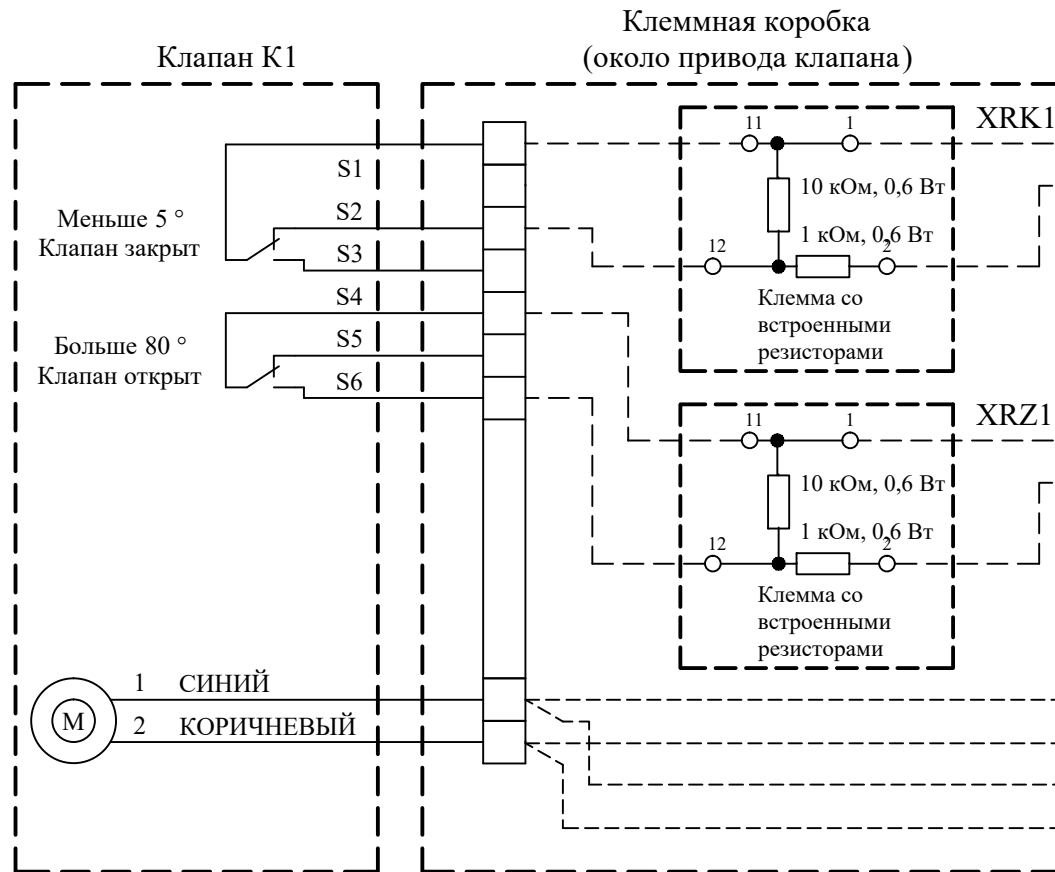 Клапан К1
Клеммная коробка
(около привода клапана)
S1
S2
S3
S4
S5
S6
Меньше 5 °
Клапан закрыт
Больше 80 °
Клапан открыт
11
1
XRK1
10 кОм, 0,6 Вт
1 кОм, 0,6 Вт
12
2
Клемма со
встроенными
резисторами
11
1
XRZ1
10 кОм, 0,6 Вт
1 кОм, 0,6 Вт
12
2
Клемма со
встроенными
резисторами
М
1 СИНИЙ
2 КОРИЧНЕВЫЙ